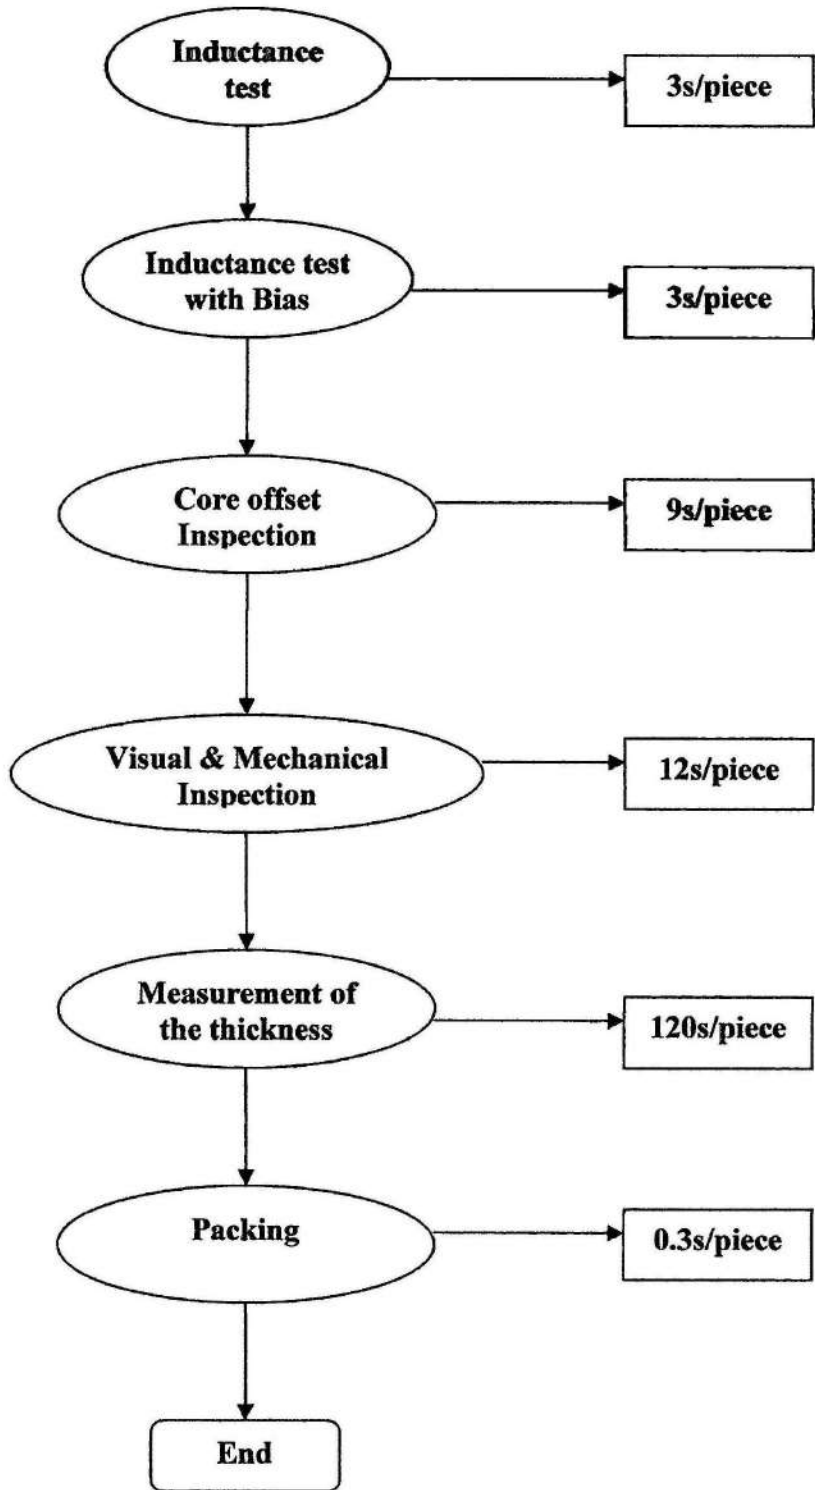 Inductance
test
3s/piece
Inductance test
with Bias
3s/piece
Core offset
Inspection
9s/piece
Visual & Mechanical
Inspection
12s/piece
Measurement of
the thickness
120s/piece
Packing
0.3s/piece
End